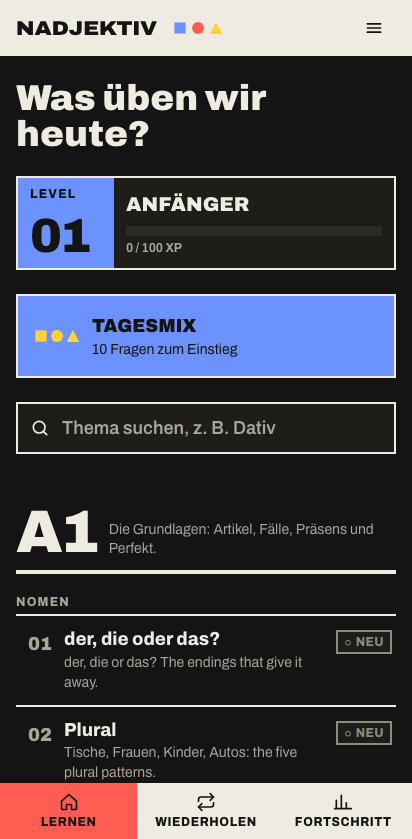 NADJEKTIV
Was üben wir
heute?
LEVEL
01
ANFÄNGER
0 / 100 XP
TAGESMIX
10 Fragen zum Einstieg
Thema suchen, z. B. Dativ
A1
Die Grundlagen: Artikel, Fälle, Präsens und
Perfekt.
NOMEN
01
der, die oder das?
NEU
der, die or das? The endings that give it
away.
02
Plural
NEU
Tische, Frauen, Kinder, Autos: the five
plural patterns.
LERNEN
WIEDERHOLEN
FORTSCHRITT